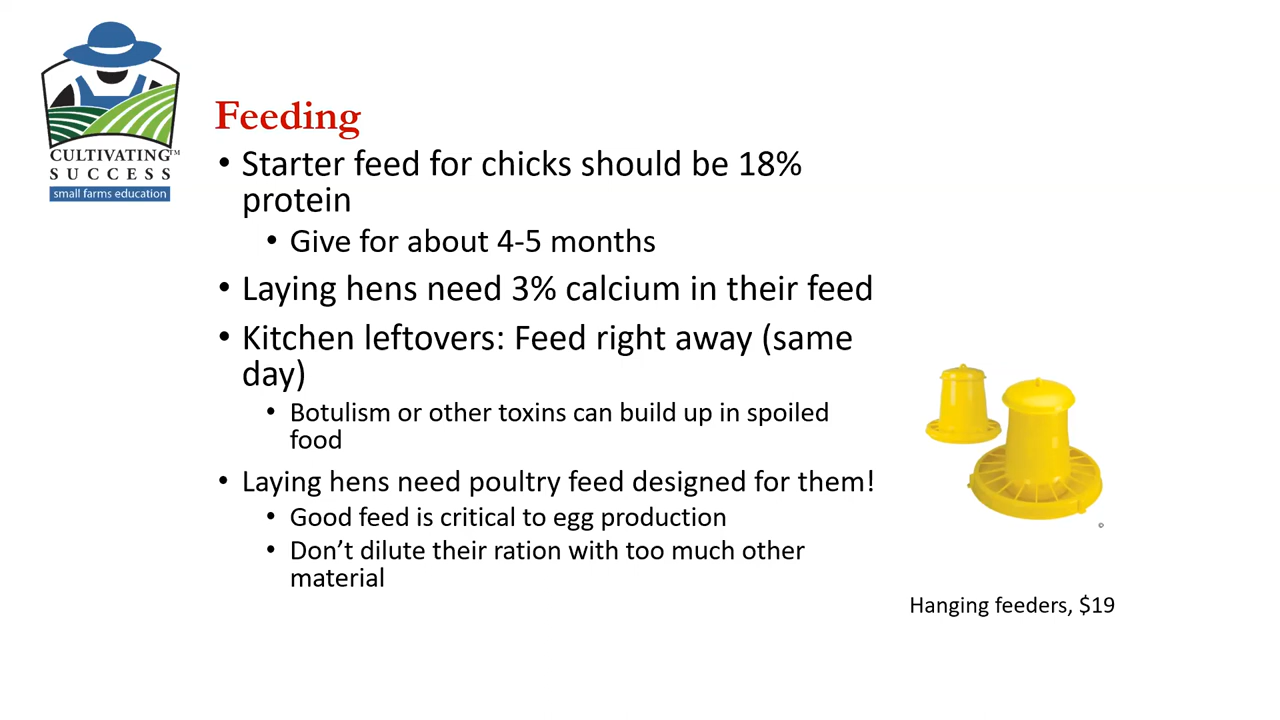 CULTIVATING™
SUCCESS
small farms education
Feeding
• Starter feed for chicks should be 18%
protein
• Give for about 4-5 months
• Laying hens need 3% calcium in their feed
• Kitchen leftovers: Feed right away (same
day)
• Botulism or other toxins can build up in spoiled
food
• Laying hens need poultry feed designed for them!
• Good feed is critical to egg production
• Don’t dilute their ration with too much other
material
©
Hanging feeders, $19